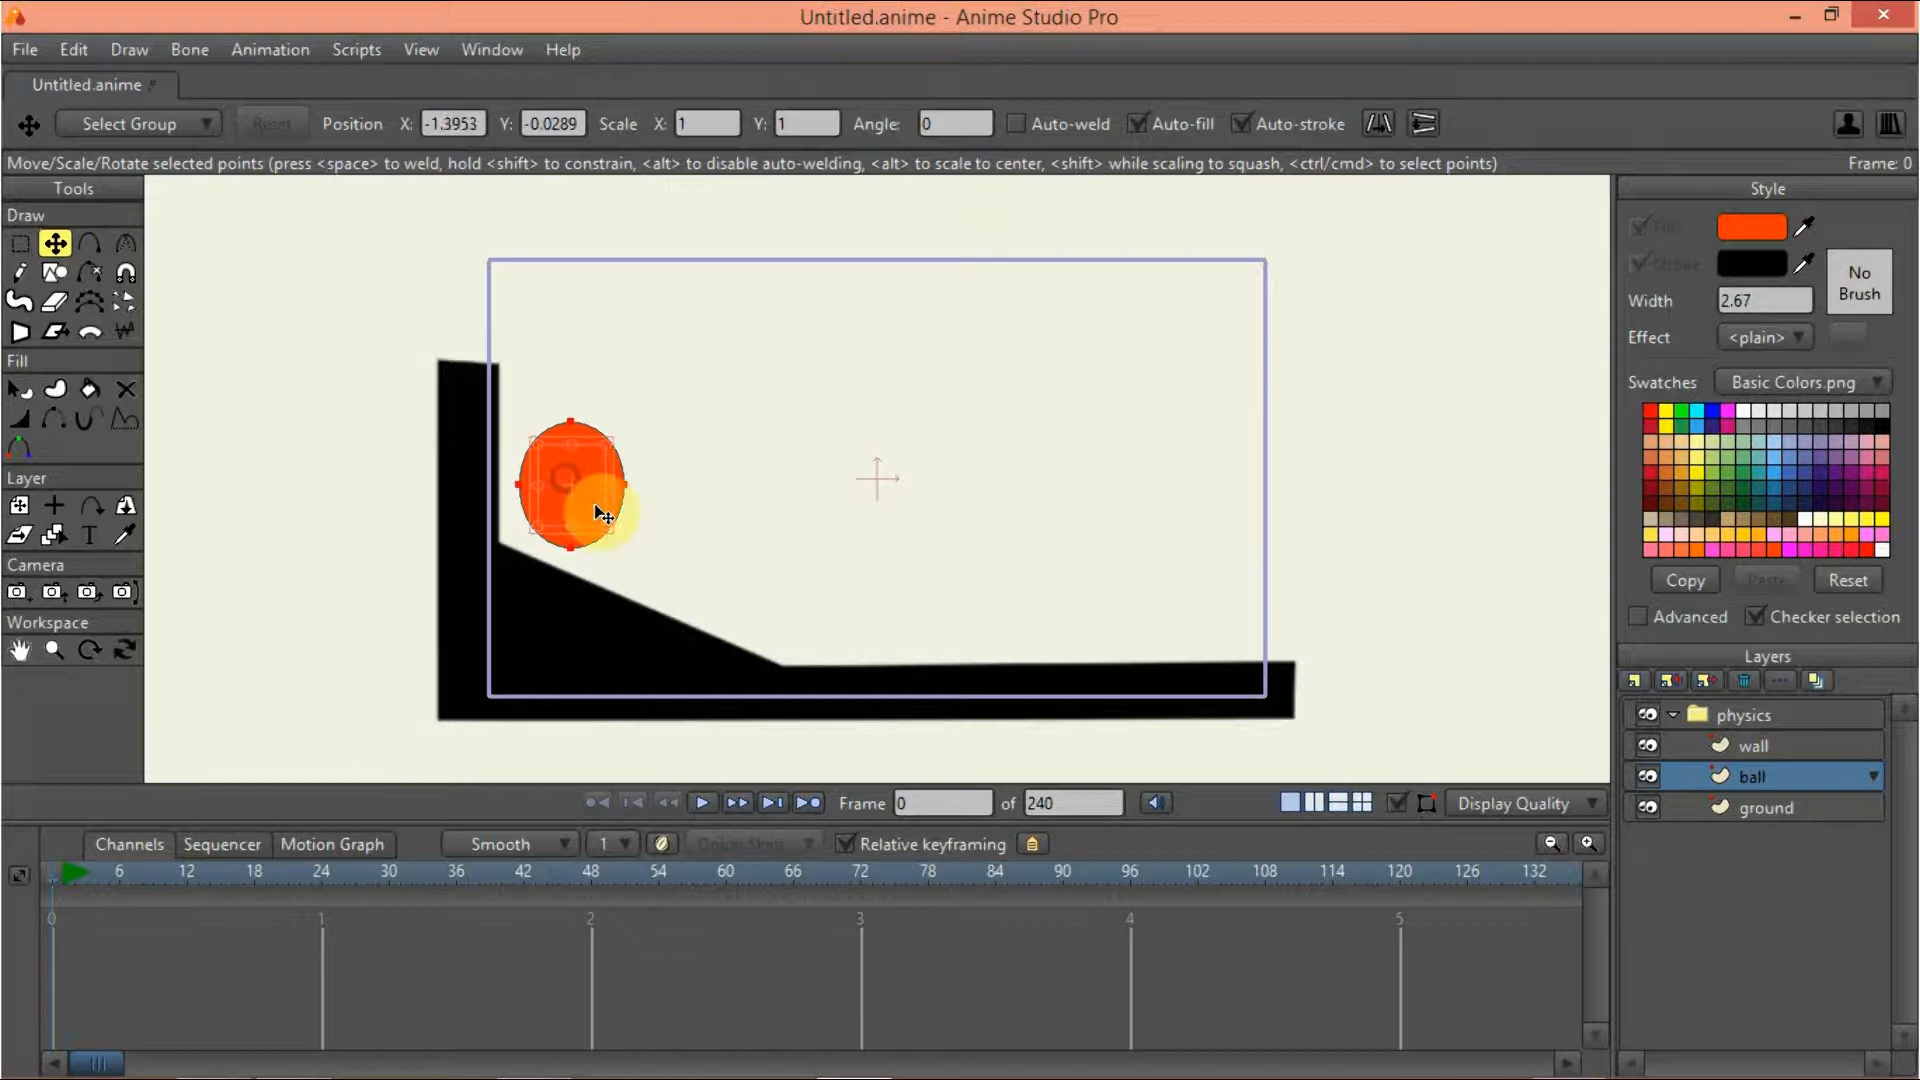 Untitled.anime - Anime Studio Pro
File Edit Draw Bone Animation Scripts View Window Help
Untitled.anime
Select Group Reset Position X: -1.3953 Y: -0.0289 Scale X: 1 Y: 1 Angle: 0 Auto-weld Auto-fill Auto-stroke
Move/Scale/Rotate selected points (press <space> to weld, hold <shift> to constrain, <alt> to disable auto-welding, <alt> to scale to center, <shift> while scaling to squash, <ctrl/cmd> to select points) Frame: 0
Tools
Draw
Fill
Layer
Camera
Workspace
Style
Fill
Stroke
No
Brush
Width 2.67
Effect <plain>
Swatches Basic Colors.png
Copy Paste Reset
Advanced Checker selection
Layers
physics
wall
ball
ground
Frame 0 of 240 Display Quality
Channels Sequencer Motion Graph Smooth 1 Onion Skins Relative keyframing
6 12 18 24 30 36 42 48 54 60 66 72 78 84 90 96 102 108 114 120 126 132
0 1 2 3 4 5